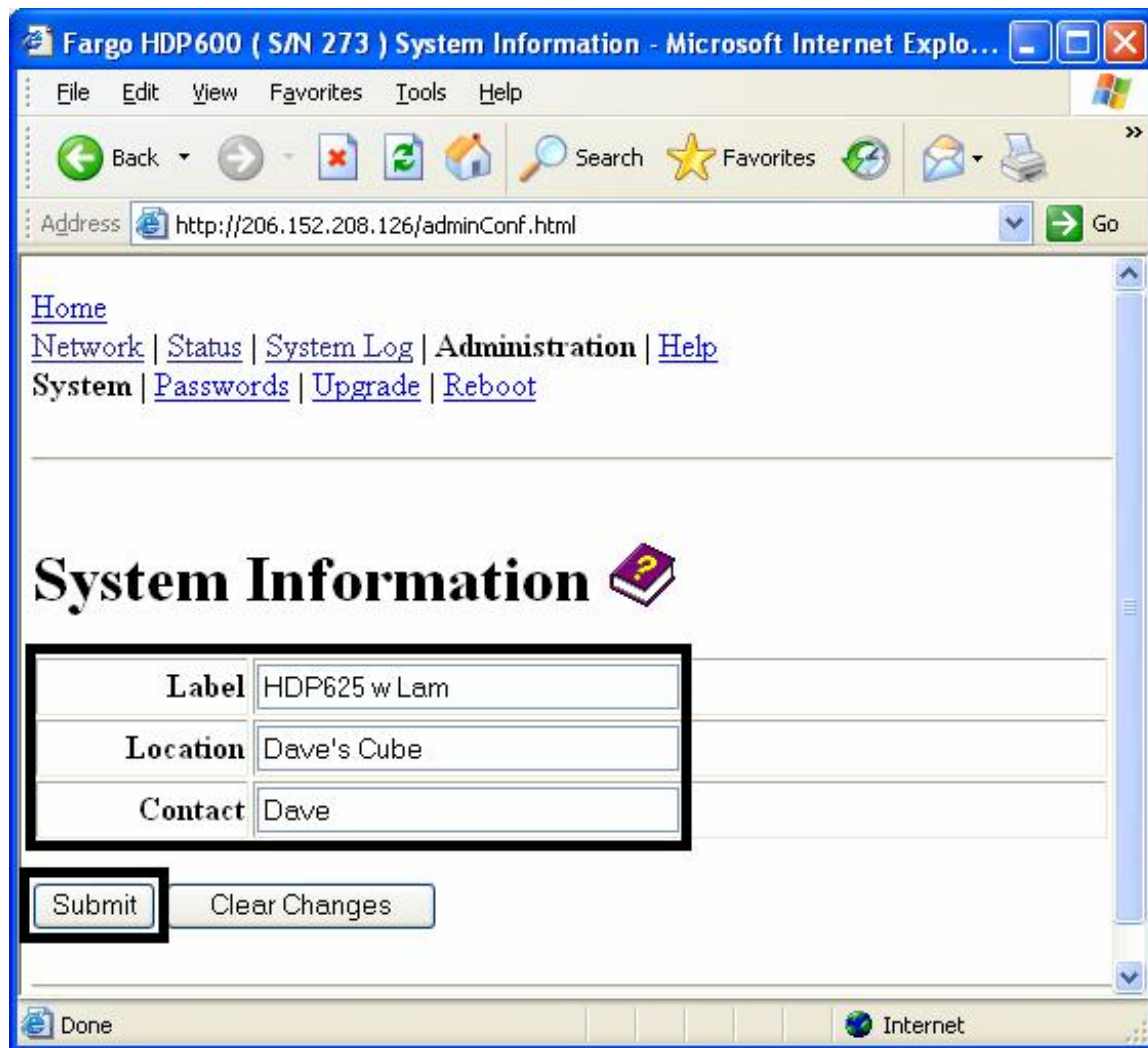 Fargo HDP600 ( S/N 273 ) System Information - Microsoft Internet Explo...
File Edit View Favorites Tools Help
Back Search Favorites »
Address http://206.152.208.126/adminConf.html Go
Home
Network | Status | System Log | Administration | Help
System | Passwords | Upgrade | Reboot
System Information ?
Label HDP625 w Lam
Location Dave's Cube
Contact Dave
Submit Clear Changes
Done Internet